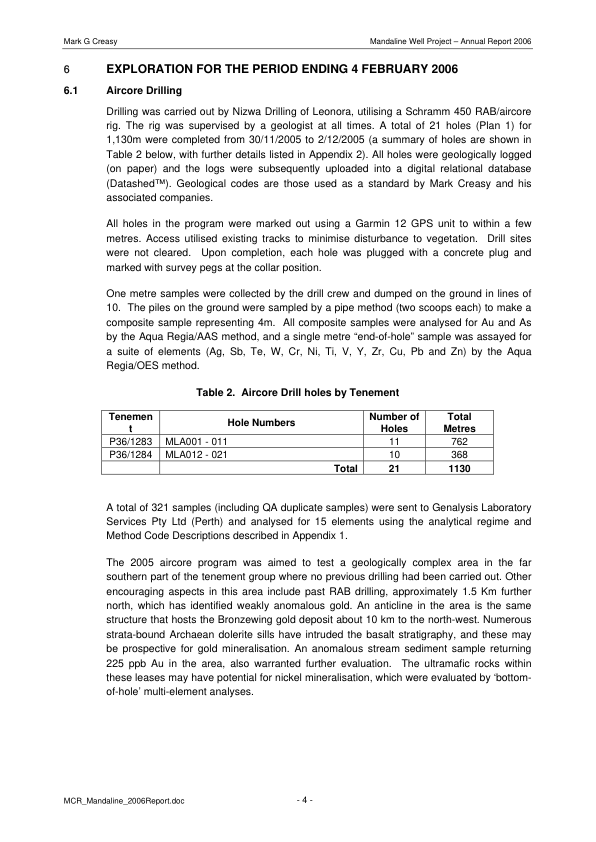 Mark G Creasy Mandaline Well Project – Annual Report 2006
6 EXPLORATION FOR THE PERIOD ENDING 4 FEBRUARY 2006
6.1 Aircore Drilling
Drilling was carried out by Nizwa Drilling of Leonora, utilising a Schramm 450 RAB/aircore
rig. The rig was supervised by a geologist at all times. A total of 21 holes (Plan 1) for
1,130m were completed from 30/11/2005 to 2/12/2005 (a summary of holes are shown in
Table 2 below, with further details listed in Appendix 2). All holes were geologically logged
(on paper) and the logs were subsequently uploaded into a digital relational database
(Datashed™). Geological codes are those used as a standard by Mark Creasy and his
associated companies.
All holes in the program were marked out using a Garmin 12 GPS unit to within a few
metres. Access utilised existing tracks to minimise disturbance to vegetation. Drill sites
were not cleared. Upon completion, each hole was plugged with a concrete plug and
marked with survey pegs at the collar position.
One metre samples were collected by the drill crew and dumped on the ground in lines of
10. The piles on the ground were sampled by a pipe method (two scoops each) to make a
composite sample representing 4m. All composite samples were analysed for Au and As
by the Aqua Regia/AAS method, and a single metre “end-of-hole” sample was assayed for
a suite of elements (Ag, Sb, Te, W, Cr, Ni, Ti, V, Y, Zr, Cu, Pb and Zn) by the Aqua
Regia/OES method.
Table 2. Aircore Drill holes by Tenement
Tenemen Hole Numbers Number of Total
t Holes Metres
P36/1283 MLA001 - 011 11 762
P36/1284 MLA012 - 021 10 368
Total 21 1130
A total of 321 samples (including QA duplicate samples) were sent to Genalysis Laboratory
Services Pty Ltd (Perth) and analysed for 15 elements using the analytical regime and
Method Code Descriptions described in Appendix 1.
The 2005 aircore program was aimed to test a geologically complex area in the far
southern part of the tenement group where no previous drilling had been carried out. Other
encouraging aspects in this area include past RAB drilling, approximately 1.5 Km further
north, which has identified weakly anomalous gold. An anticline in the area is the same
structure that hosts the Bronzewing gold deposit about 10 km to the north-west. Numerous
strata-bound Archaean dolerite sills have intruded the basalt stratigraphy, and these may
be prospective for gold mineralisation. An anomalous stream sediment sample returning
225 ppb Au in the area, also warranted further evaluation. The ultramafic rocks within
these leases may have potential for nickel mineralisation, which were evaluated by ‘bottom-
of-hole’ multi-element analyses.
MCR_Mandaline_2006Report.doc - 4 -